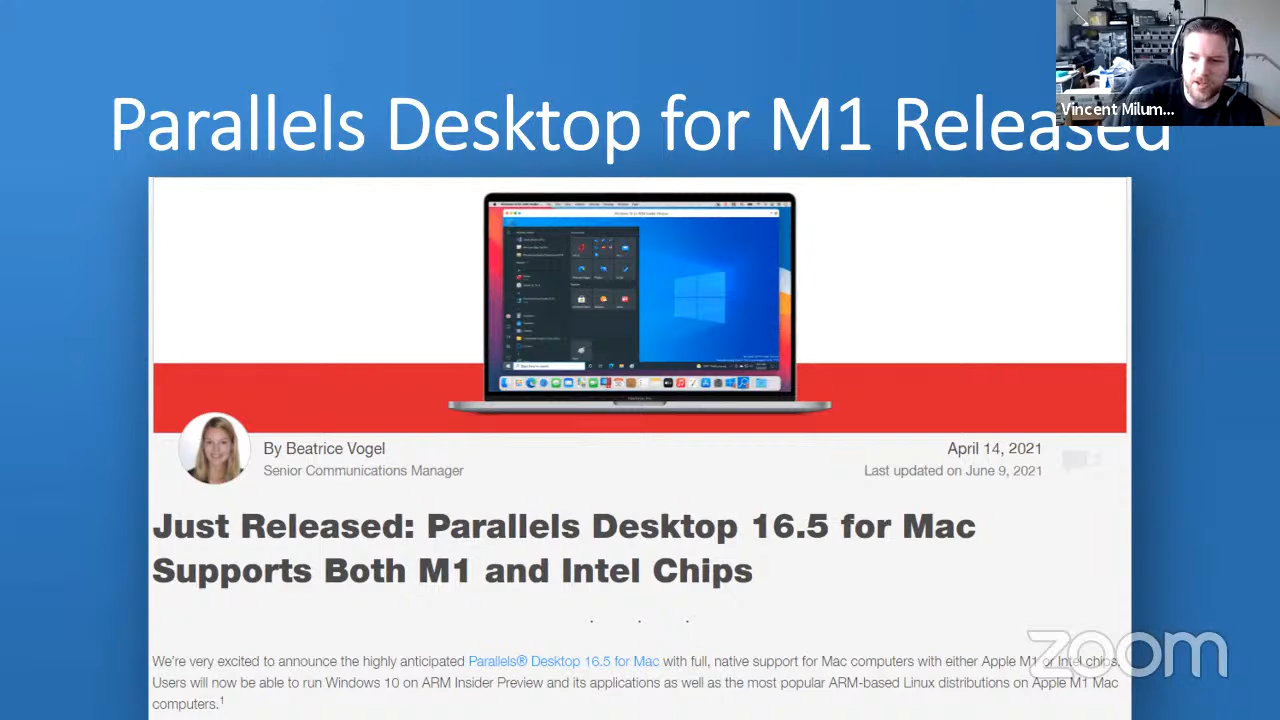 Parallels Desktop for M1 Released
Vincent Milum...
By Beatrice Vogel
Senior Communications Manager
April 14, 2021
Last updated on June 9, 2021
Just Released: Parallels Desktop 16.5 for Mac
Supports Both M1 and Intel Chips
. . .
We're very excited to announce the highly anticipated Parallels® Desktop 16.5 for Mac with full, native support for Mac computers with either Apple M1 or Intel chips.
Users will now be able to run Windows 10 on ARM Insider Preview and its applications as well as the most popular ARM-based Linux distributions on Apple M1 Mac
computers.¹
zoom